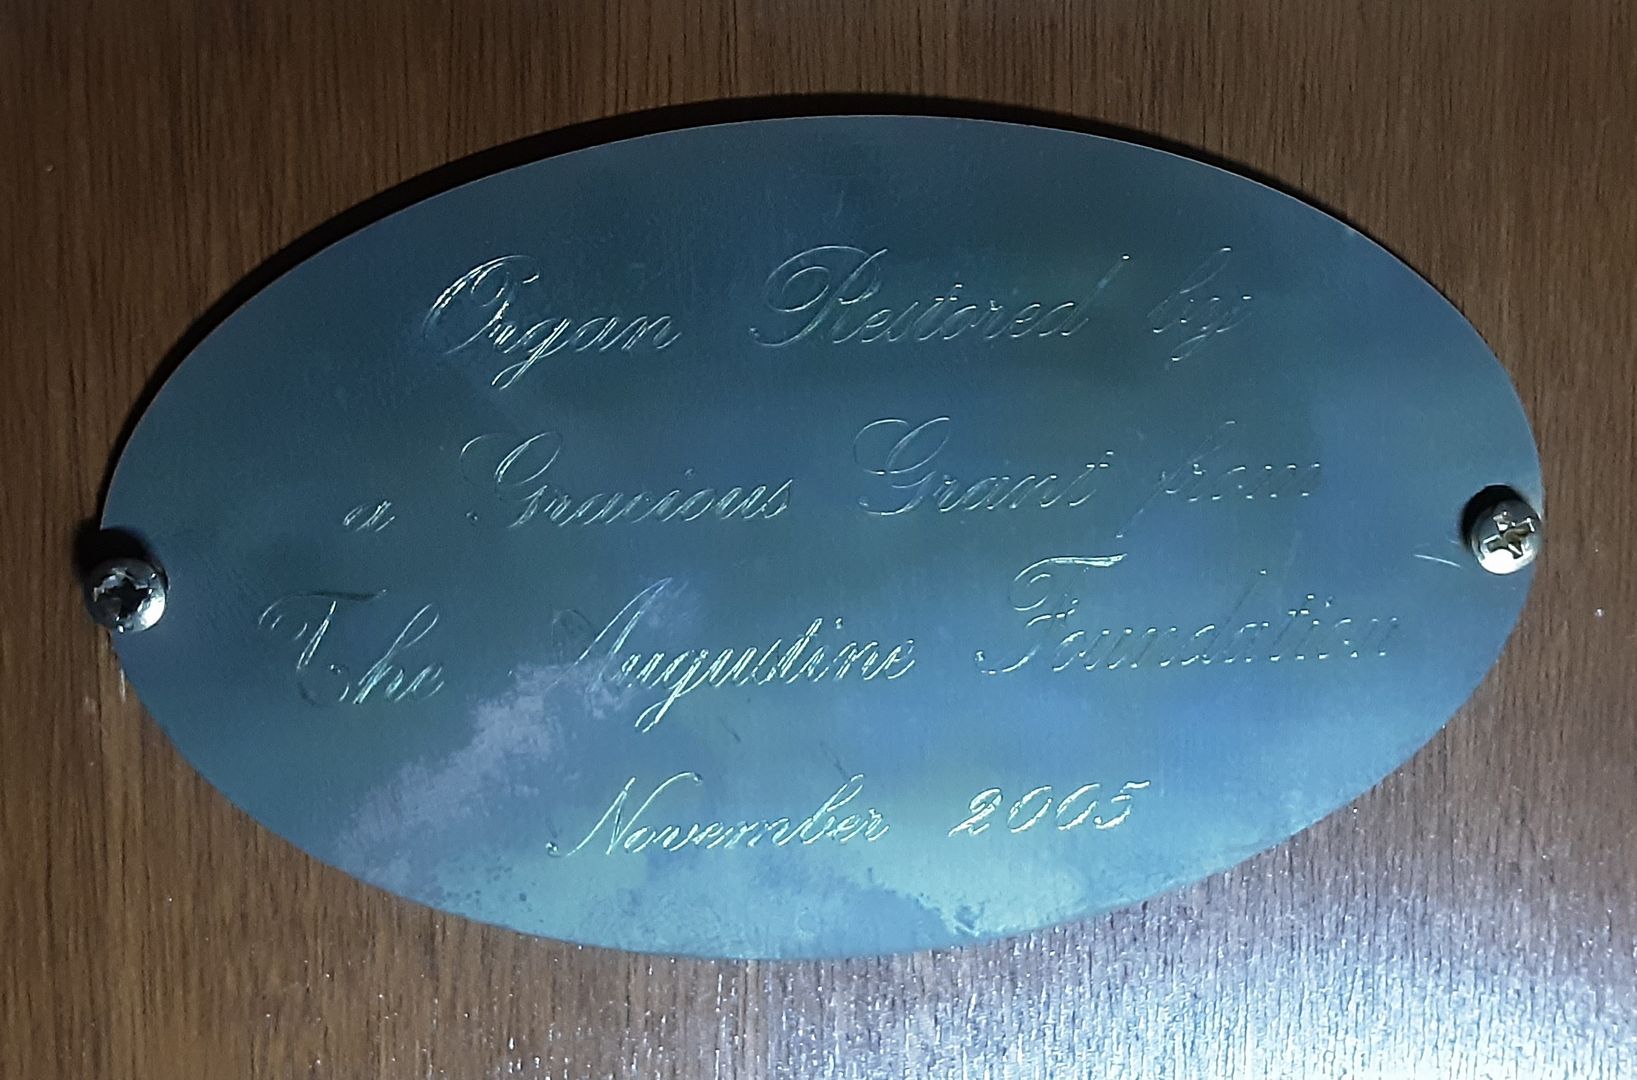 Organ Restored by
a Gracious Grant from
The Augustine Foundation
November 2005